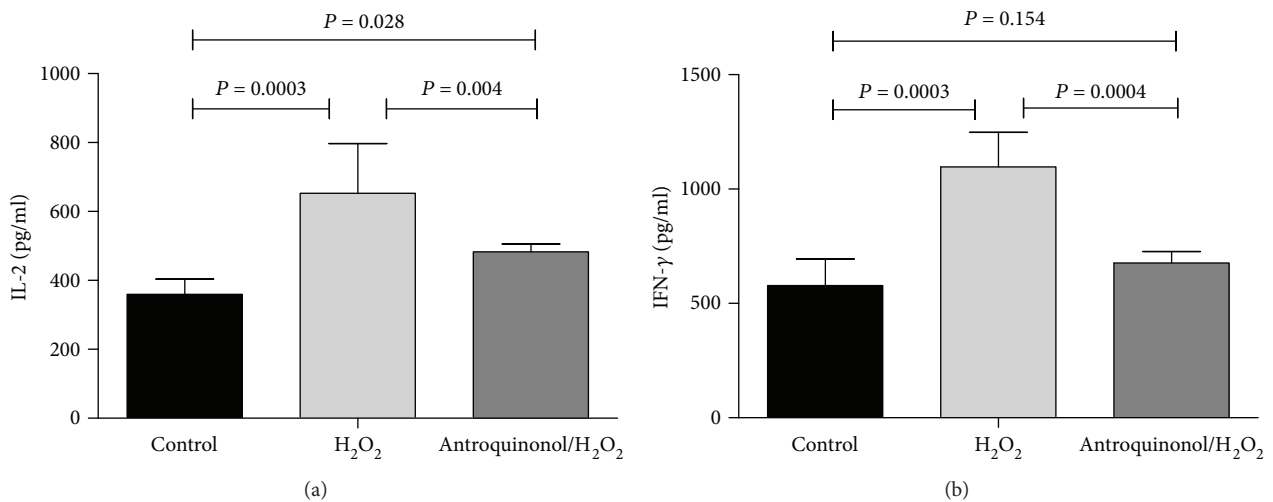 P = 0.028
P = 0.0003
P = 0.004
IL-2 (pg/ml)
1000
800
600
400
200
0
Control
H₂O₂
Antroquinonol/H₂O₂
(a)
P = 0.154
P = 0.0003
P = 0.0004
IFN-γ (pg/ml)
1500
1000
500
0
Control
H₂O₂
Antroquinonol/H₂O₂
(b)